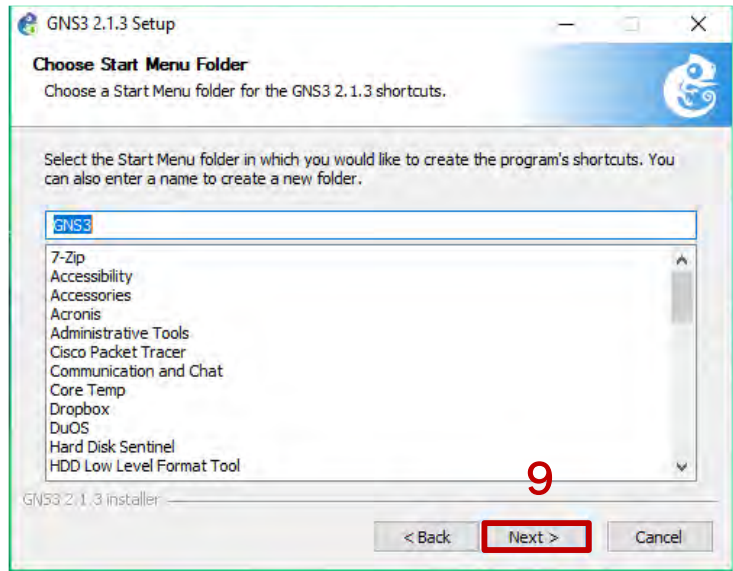 GNS3 2.1.3 Setup
Choose Start Menu Folder
Choose a Start Menu folder for the GNS3 2.1.3 shortcuts.
Select the Start Menu folder in which you would like to create the program's shortcuts. You
can also enter a name to create a new folder.
GNS3
7-Zip
Accessibility
Accessories
Acronis
Administrative Tools
Cisco Packet Tracer
Communication and Chat
Core Temp
Dropbox
DuOS
Hard Disk Sentinel
HDD Low Level Format Tool
9
GNS3 2.1.3 installer
< Back Next > Cancel